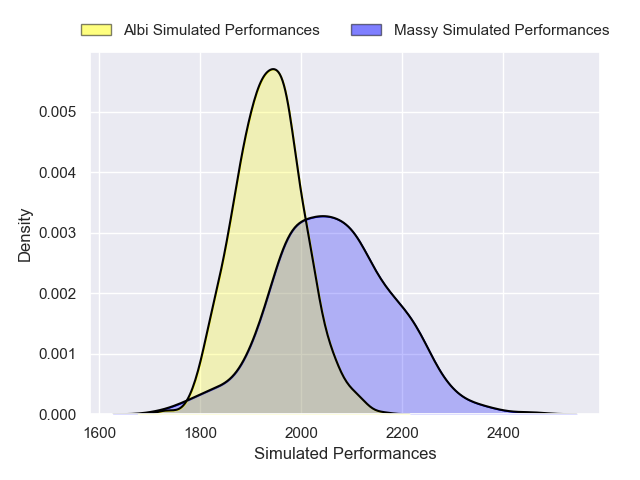 Albi Simulated Performances
Massy Simulated Performances
0.005
0.004
0.003
0.002
0.001
0.000
Density
1600
1800
2000
2200
2400
Simulated Performances